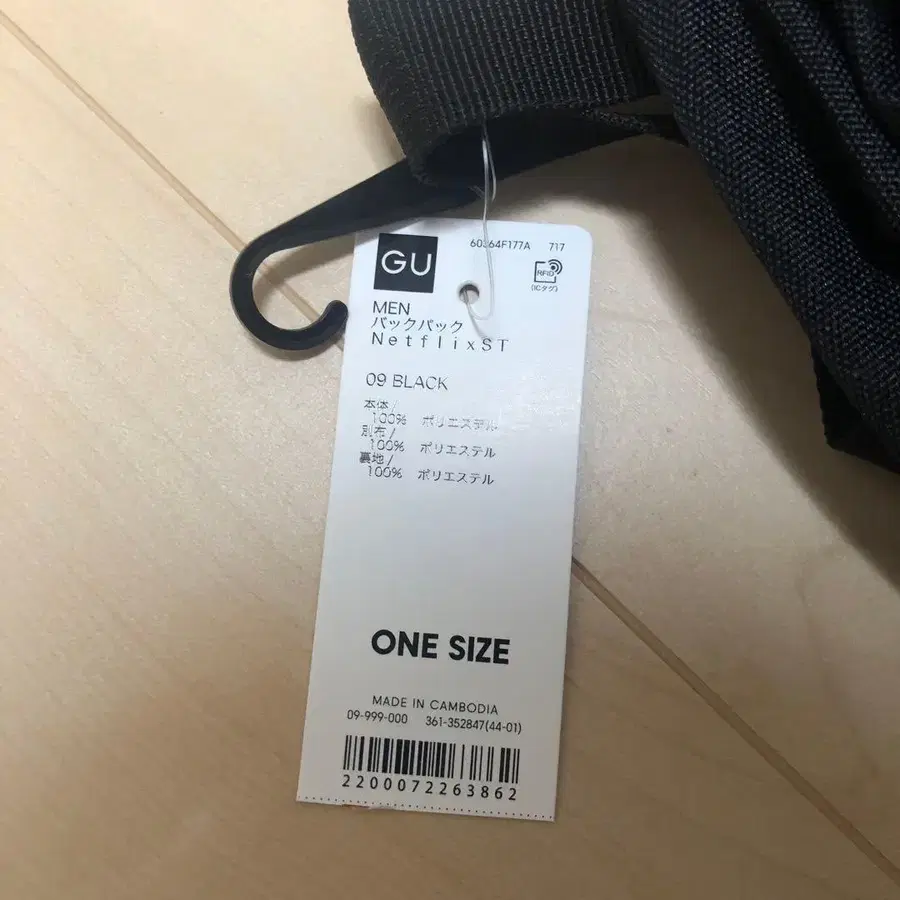 GU
60364F177A 717
RFID
(ICタグ)
MEN
バックパック
NetflixST
09 BLACK
本体/
100% ポリエステル
別布/
100% ポリエステル
裏地/
100% ポリエステル
ONE SIZE
MADE IN CAMBODIA
09-999-000 361-352847(44-01)
2200072263862